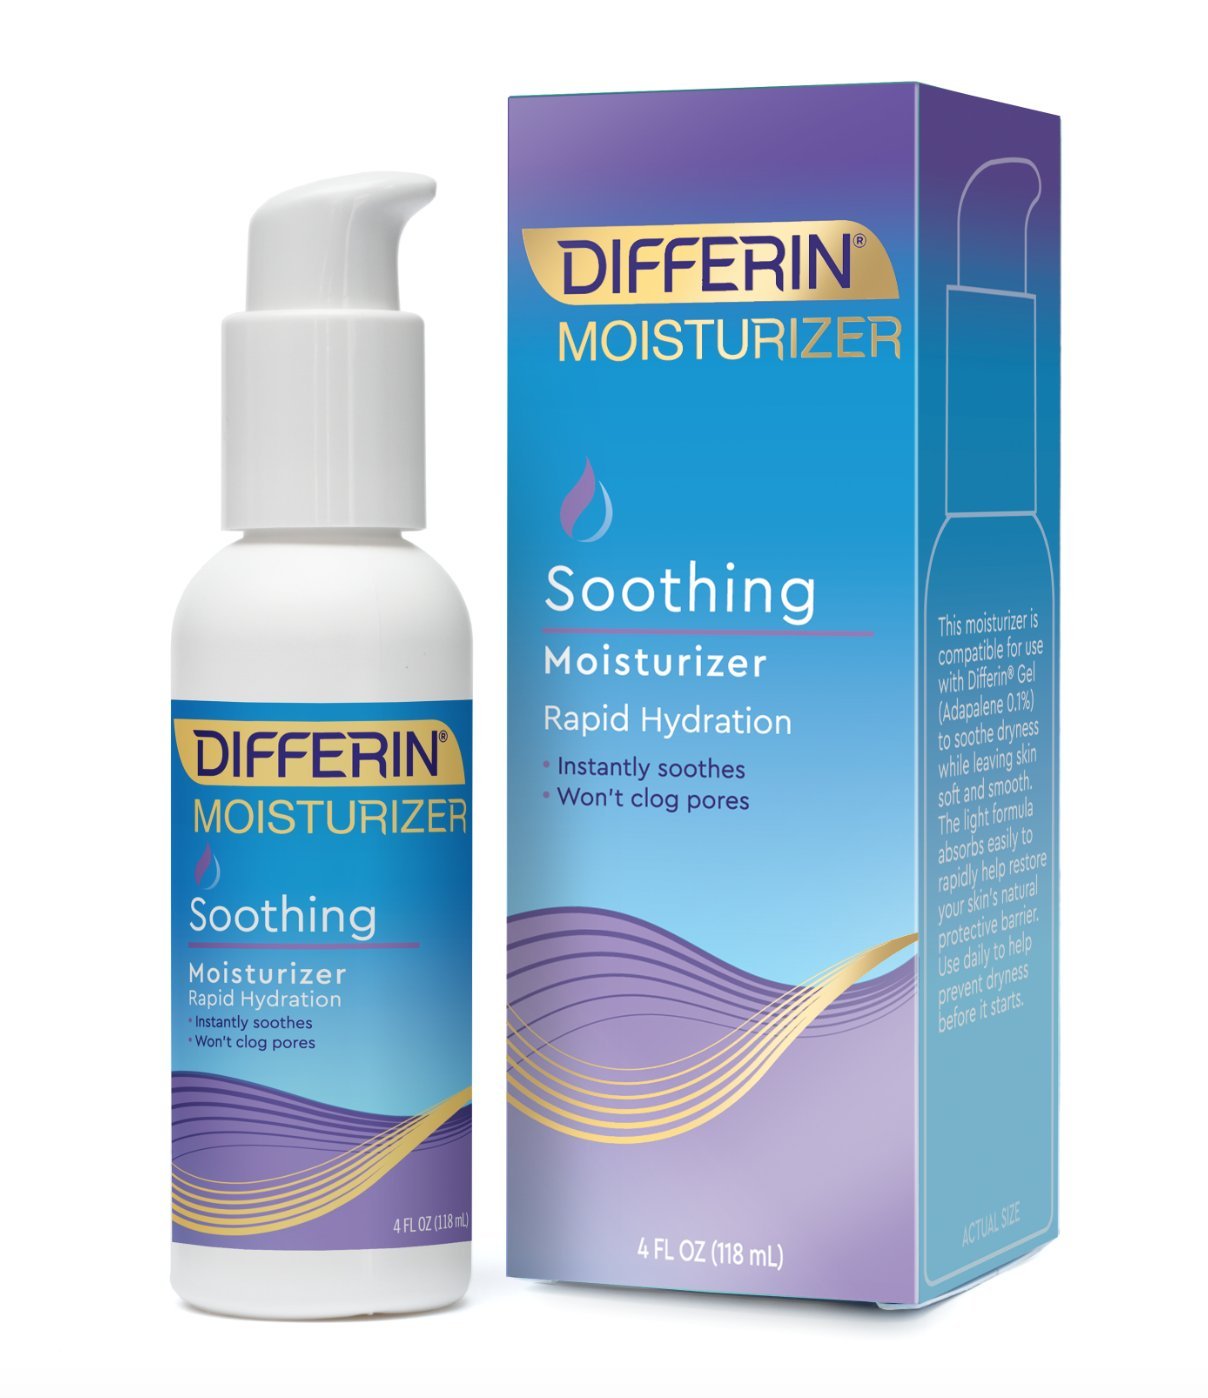 DIFFERIN®
MOISTURIZER
Soothing
Moisturizer
Rapid Hydration
• Instantly soothes
• Won't clog pores
4 FL OZ (118 mL)
DIFFERIN®
MOISTURIZER
Soothing
Moisturizer
Rapid Hydration
• Instantly soothes
• Won't clog pores
4 FL OZ (118 mL)
This moisturizer is
compatible for use
with Differin® Gel
(Adapalene 0.1%)
to soothe dryness
while leaving skin
soft and smooth.
The light formula
absorbs easily to
rapidly help restore
your skin's natural
protective barrier.
Use daily to help
prevent dryness
before it starts.
ACTUAL SIZE